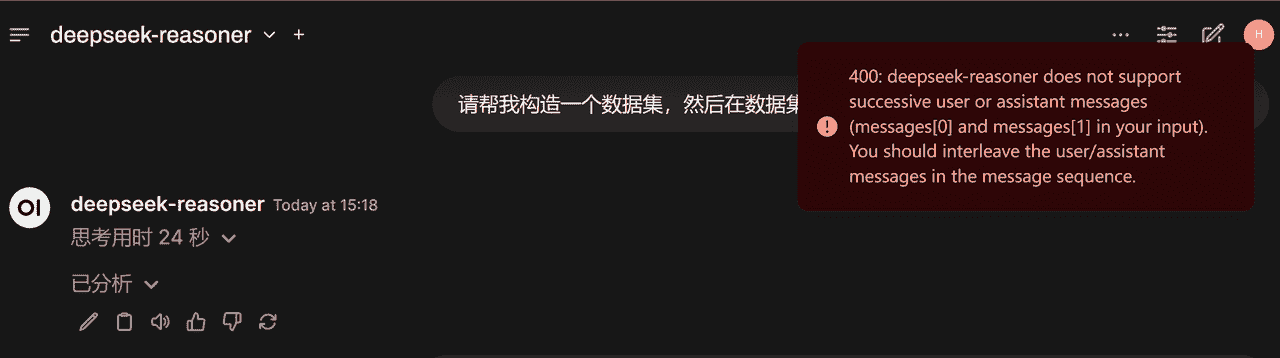 deepseek-reasoner
H
400: deepseek-reasoner does not support
successive user or assistant messages
(messages[0] and messages[1] in your input).
You should interleave the user/assistant
messages in the message sequence.
请帮我构造一个数据集，然后在数据集
OI
deepseek-reasoner Today at 15:18
思考用时 24 秒
已分析